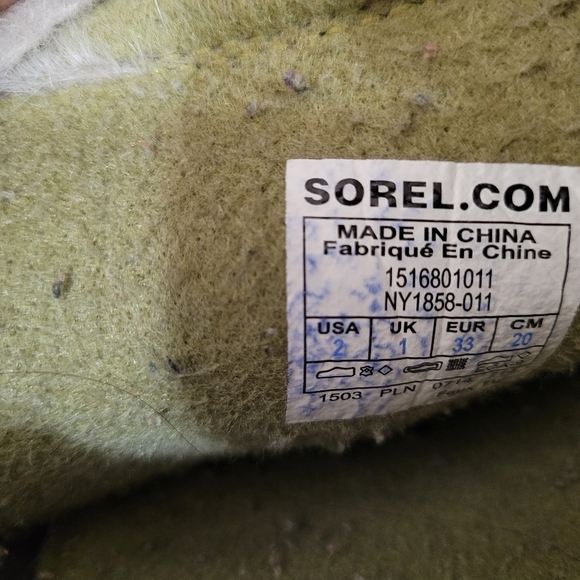 SOREL.COM
MADE IN CHINA
Fabriqué En Chine
1516801011
NY1858-011
USA UK EUR CM
2 1 33 20
1503 PLN